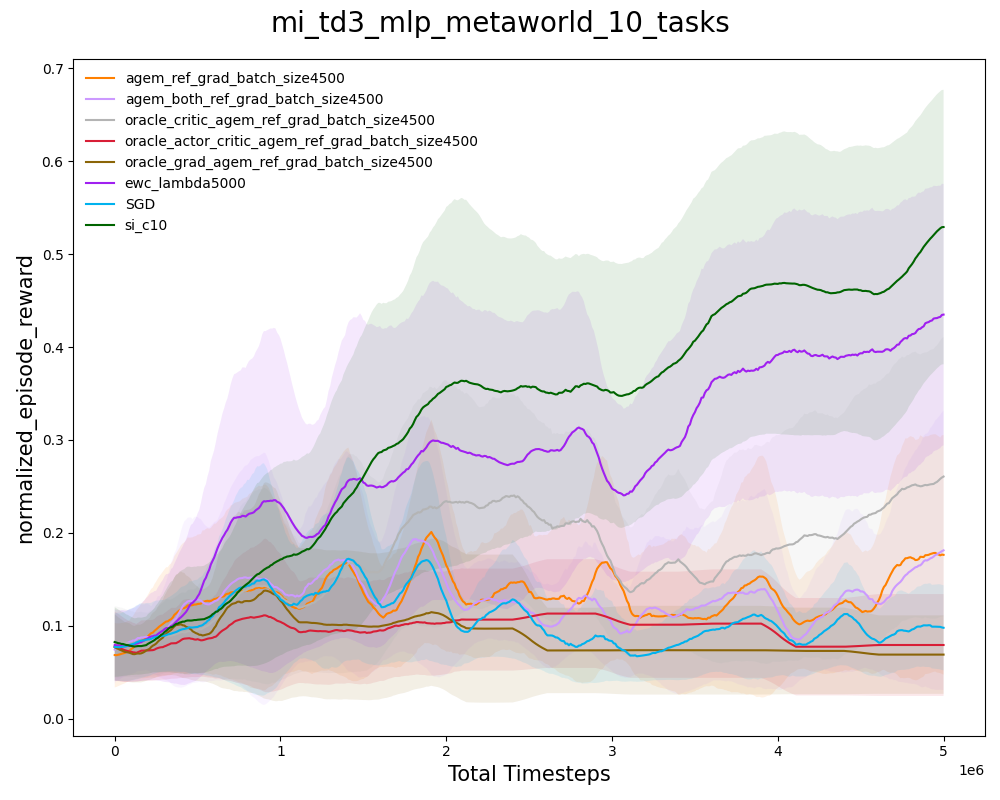 mi_td3_mlp_metaworld_10_tasks
0.7
0.6
0.5
0.4
0.3
0.2
0.1
0.0
normalized_episode_reward
agem_ref_grad_batch_size4500
agem_both_ref_grad_batch_size4500
oracle_critic_agem_ref_grad_batch_size4500
oracle_actor_critic_agem_ref_grad_batch_size4500
oracle_grad_agem_ref_grad_batch_size4500
ewc_lambda5000
SGD
si_c10
0 1 2 3 4 5
1e6
Total Timesteps